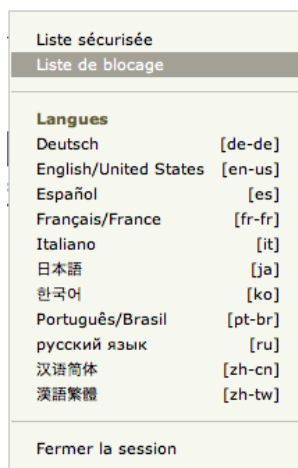 Liste sécurisée
Liste de blocage
Langues
Deutsch [de-de]
English/United States [en-us]
Español [es]
Français/France [fr-fr]
Italiano [it]
日本語 [ja]
한국어 [ko]
Português/Brasil [pt-br]
русский язык [ru]
汉语简体 [zh-cn]
漢語繁體 [zh-tw]
Fermer la session